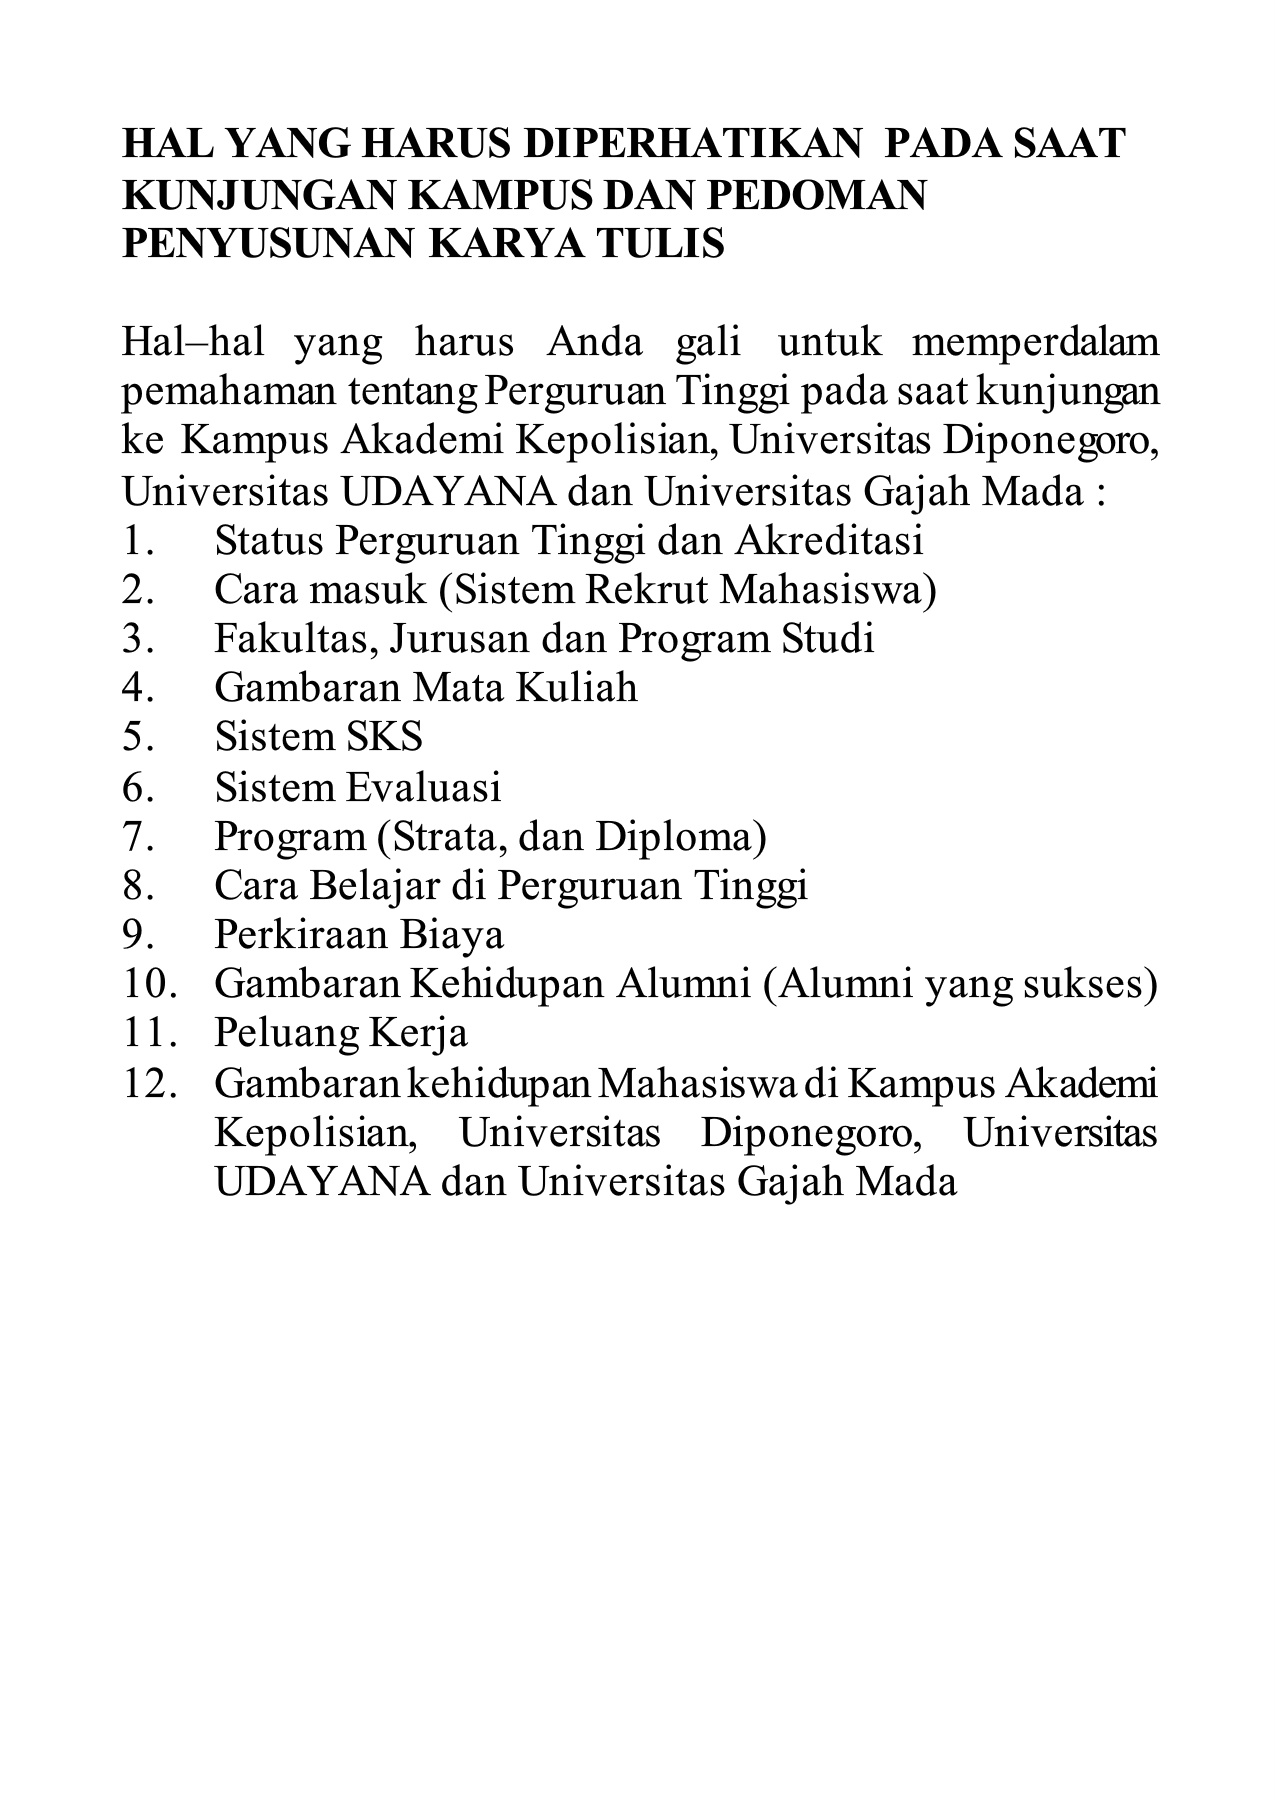 HAL YANG HARUS DIPERHATIKAN PADA SAAT
KUNJUNGAN KAMPUS DAN PEDOMAN
PENYUSUNAN KARYA TULIS
Hal–hal yang harus Anda gali untuk memperdalam
pemahaman tentang Perguruan Tinggi pada saat kunjungan
ke Kampus Akademi Kepolisian, Universitas Diponegoro,
Universitas UDAYANA dan Universitas Gajah Mada :
1. Status Perguruan Tinggi dan Akreditasi
2. Cara masuk (Sistem Rekrut Mahasiswa)
3. Fakultas, Jurusan dan Program Studi
4. Gambaran Mata Kuliah
5. Sistem SKS
6. Sistem Evaluasi
7. Program (Strata, dan Diploma)
8. Cara Belajar di Perguruan Tinggi
9. Perkiraan Biaya
10. Gambaran Kehidupan Alumni (Alumni yang sukses)
11. Peluang Kerja
12. Gambaran kehidupan Mahasiswa di Kampus Akademi
Kepolisian, Universitas Diponegoro, Universitas
UDAYANA dan Universitas Gajah Mada